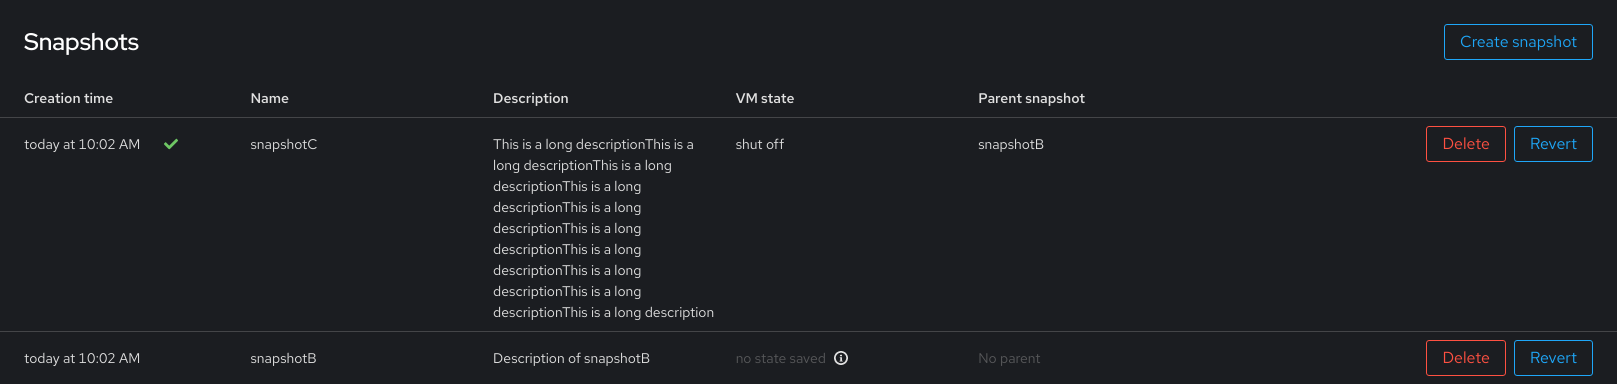 Snapshots
Create snapshot
Creation time Name Description VM state Parent snapshot
today at 10:02 AM snapshotC This is a long descriptionThis is a shut off snapshotB Delete Revert
long descriptionThis is a long
descriptionThis is a long
descriptionThis is a long
descriptionThis is a long
descriptionThis is a long
descriptionThis is a long
descriptionThis is a long
descriptionThis is a long description
today at 10:02 AM snapshotB Description of snapshotB no state saved No parent Delete Revert